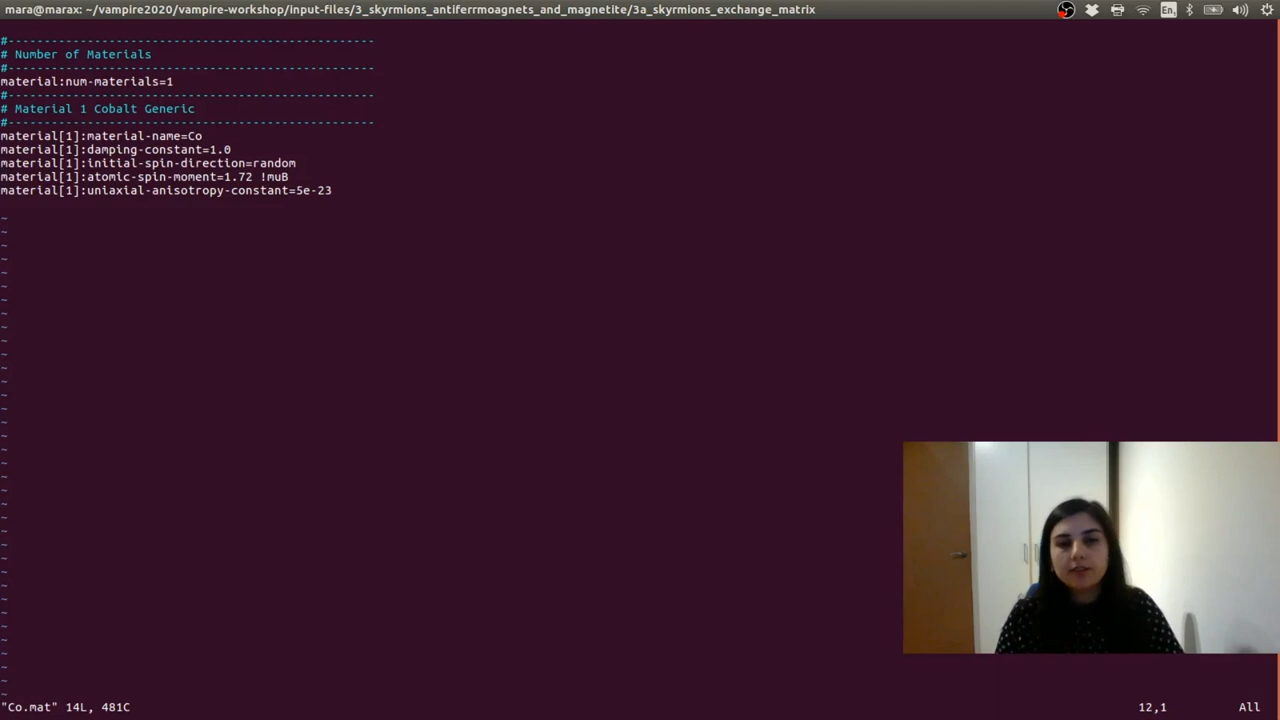 mara@marax: ~/vampire2020/vampire-workshop/input-files/3_skyrmions_antiferrmoagnets_and_magnetite/3a_skyrmions_exchange_matrix
En₁
#---------------------------------------------------
# Number of Materials
#---------------------------------------------------
material:num-materials=1
#---------------------------------------------------
# Material 1 Cobalt Generic
#---------------------------------------------------
material[1]:material-name=Co
material[1]:damping-constant=1.0
material[1]:initial-spin-direction=random
material[1]:atomic-spin-moment=1.72 !muB
material[1]:uniaxial-anisotropy-constant=5e-23
"Co.mat" 14L, 481C 12,1 All